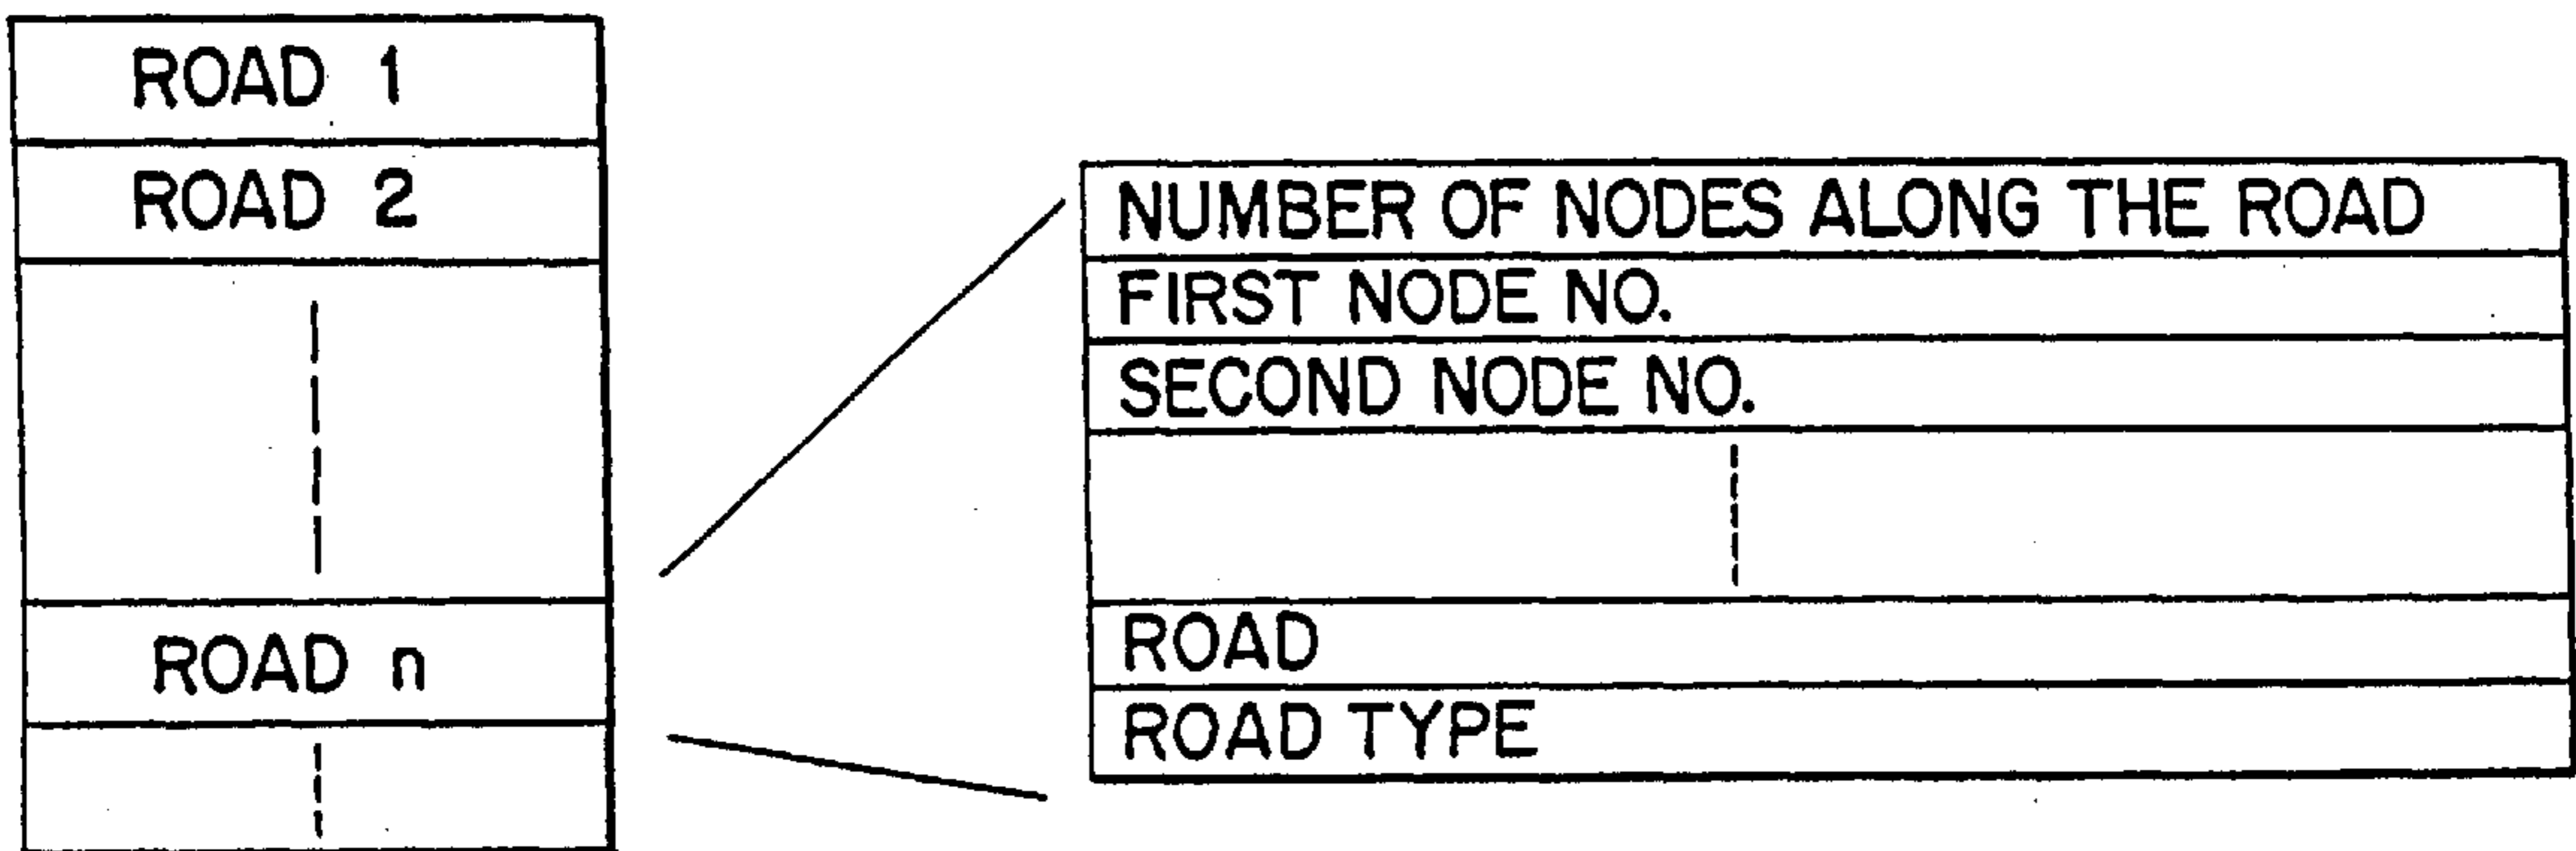 ROAD 1
ROAD 2
ROAD n
NUMBER OF NODES ALONG THE ROAD
FIRST NODE NO.
SECOND NODE NO.
ROAD
ROAD TYPE